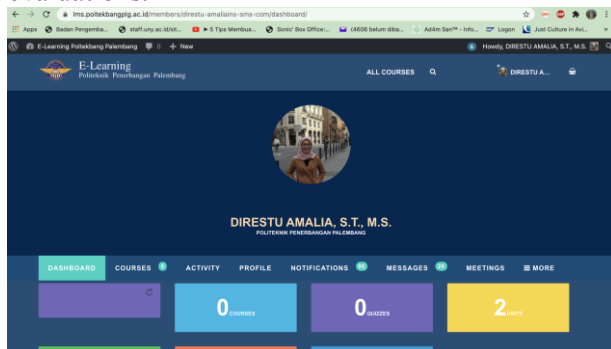 lms.poltekbangplg.ac.id/members/direstu-amaliains-sms-com/dashboard/
Apps Badan Pengemba... staff.uny.ac.id/sit... 5 Tips Membua... Sonic' Box Office:... (4606 belum diba... Ad4m San™ - Info... Logon Just Culture in Avi...
E-Learning Poltekbang Palembang 0 + New Howdy, DIRESTU AMALIA, S.T., M.S.
E-Learning
Politeknik Penerbangan Palembang
ALL COURSES DIRESTU A...
DIRESTU AMALIA, S.T., M.S.
POLITEKNIK PENERBANGAN PALEMBANG
DASHBOARD COURSES ACTIVITY PROFILE NOTIFICATIONS MESSAGES MEETINGS MORE
0 COURSES 0 QUIZZES 2 UNITS